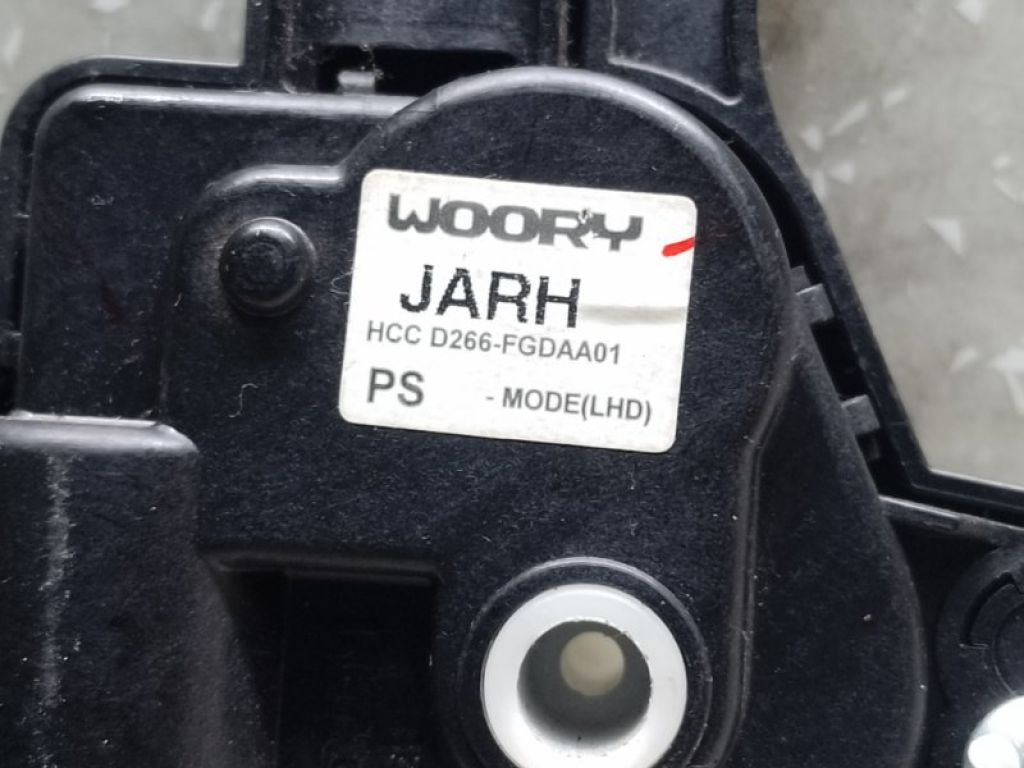 WOORY
JARH
HCC D266-FGDAA01
PS - MODE(LHD)